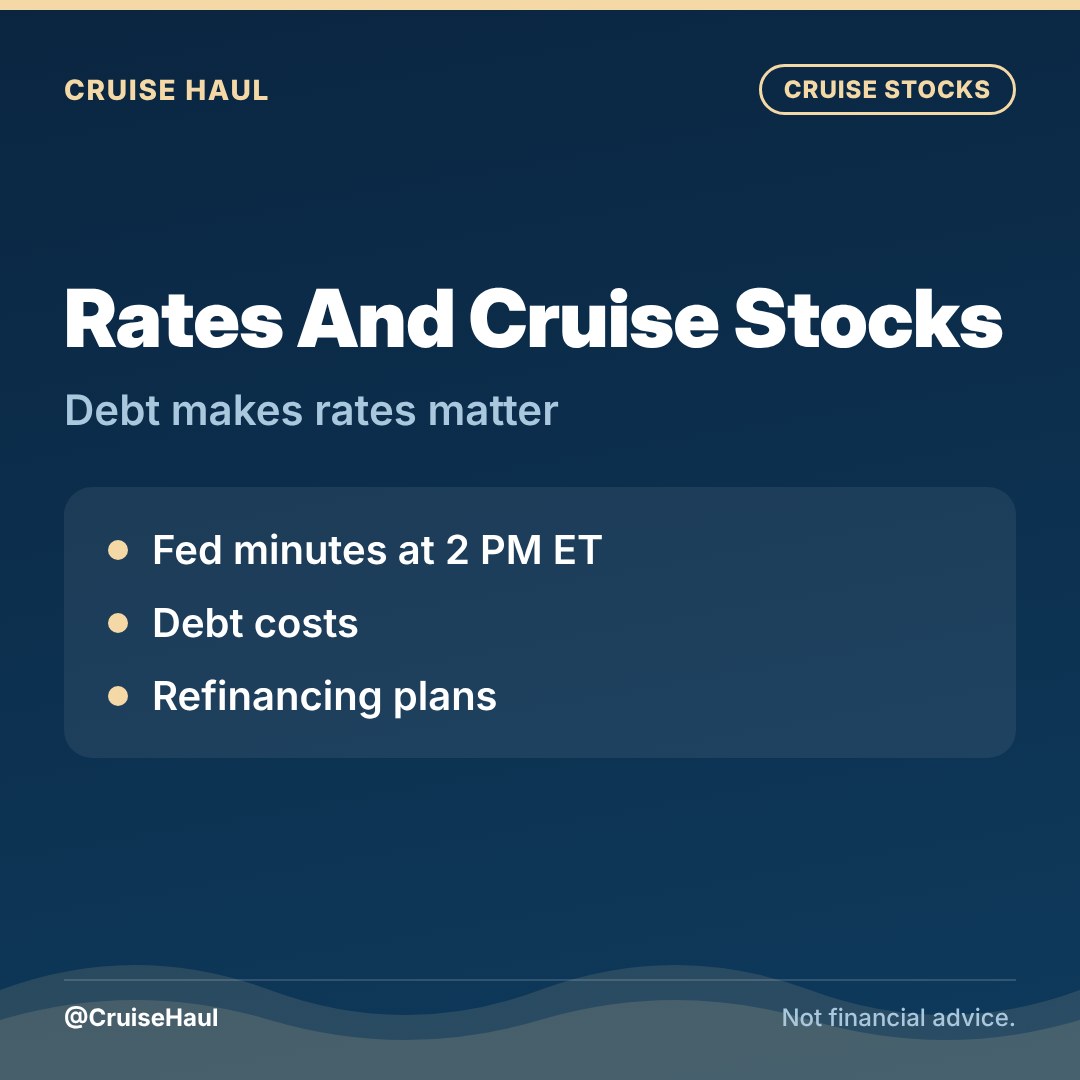 CRUISE HAUL
CRUISE STOCKS
Rates And Cruise Stocks
Debt makes rates matter
Fed minutes at 2 PM ET
Debt costs
Refinancing plans
@CruiseHaul
Not financial advice.